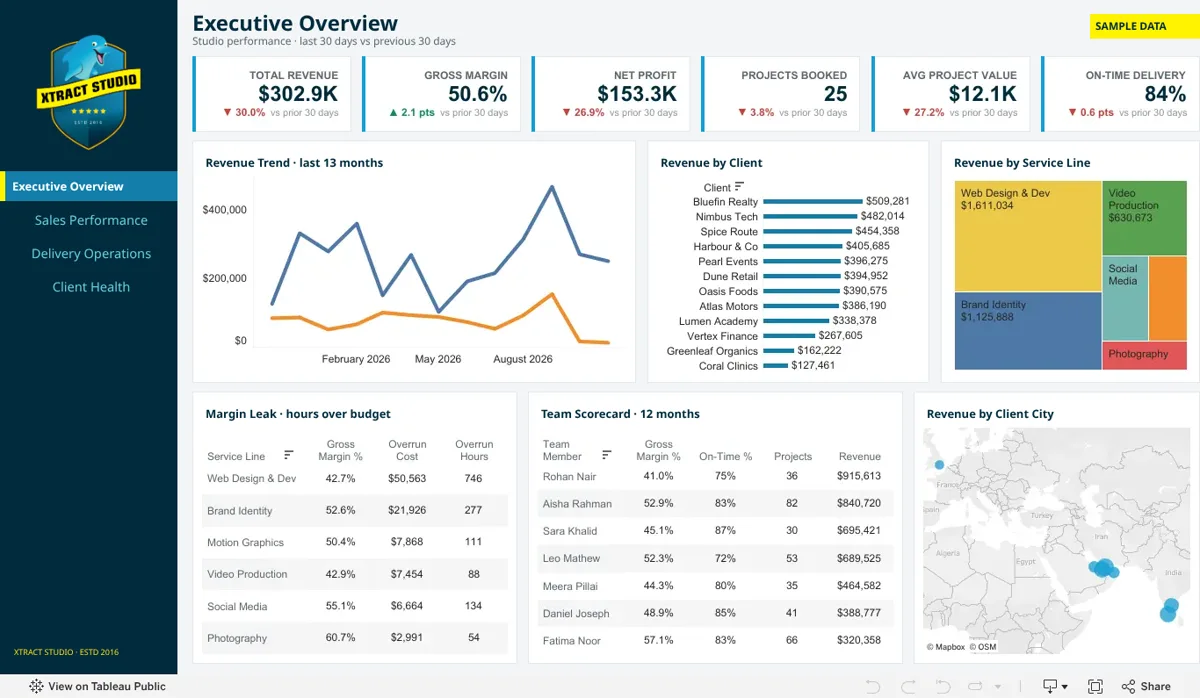 XTRACT STUDIO
ESTD 2016
Executive Overview
Sales Performance
Delivery Operations
Client Health
XTRACT STUDIO · ESTD 2016
Executive Overview
Studio performance · last 30 days vs previous 30 days
SAMPLE DATA
TOTAL REVENUE
$302.9K
▼ 30.0% vs prior 30 days
GROSS MARGIN
50.6%
▲ 2.1 pts vs prior 30 days
NET PROFIT
$153.3K
▼ 26.9% vs prior 30 days
PROJECTS BOOKED
25
▼ 3.8% vs prior 30 days
AVG PROJECT VALUE
$12.1K
▼ 27.2% vs prior 30 days
ON-TIME DELIVERY
84%
▼ 0.6 pts vs prior 30 days
Revenue Trend · last 13 months
$400,000
$200,000
$0
February 2026 May 2026 August 2026
Revenue by Client
Client
Bluefin Realty $509,281
Nimbus Tech $482,014
Spice Route $454,358
Harbour & Co $405,685
Pearl Events $396,275
Dune Retail $394,952
Oasis Foods $390,575
Atlas Motors $386,190
Lumen Academy $338,378
Vertex Finance $267,605
Greenleaf Organics $162,222
Coral Clinics $127,461
Revenue by Service Line
Web Design & Dev
$1,611,034
Brand Identity
$1,125,888
Video
Production
$630,673
Social
Media
Photography
Margin Leak · hours over budget
Service Line Gross Margin % Overrun Cost Overrun Hours
Web Design & Dev 42.7% $50,563 746
Brand Identity 52.6% $21,926 277
Motion Graphics 50.4% $7,868 111
Video Production 42.9% $7,454 88
Social Media 55.1% $6,664 134
Photography 60.7% $2,991 54
Team Scorecard · 12 months
Team Member Gross Margin % On-Time % Projects Revenue
Rohan Nair 41.0% 75% 36 $915,613
Aisha Rahman 52.9% 83% 82 $840,720
Sara Khalid 45.1% 87% 30 $695,421
Leo Mathew 52.3% 72% 53 $689,525
Meera Pillai 44.3% 80% 35 $464,582
Daniel Joseph 48.9% 85% 41 $388,777
Fatima Noor 57.1% 83% 66 $320,358
Revenue by Client City
France
Spain
Turkey
Algeria
Egypt
Iran
India
© Mapbox © OSM
View on Tableau Public
Share